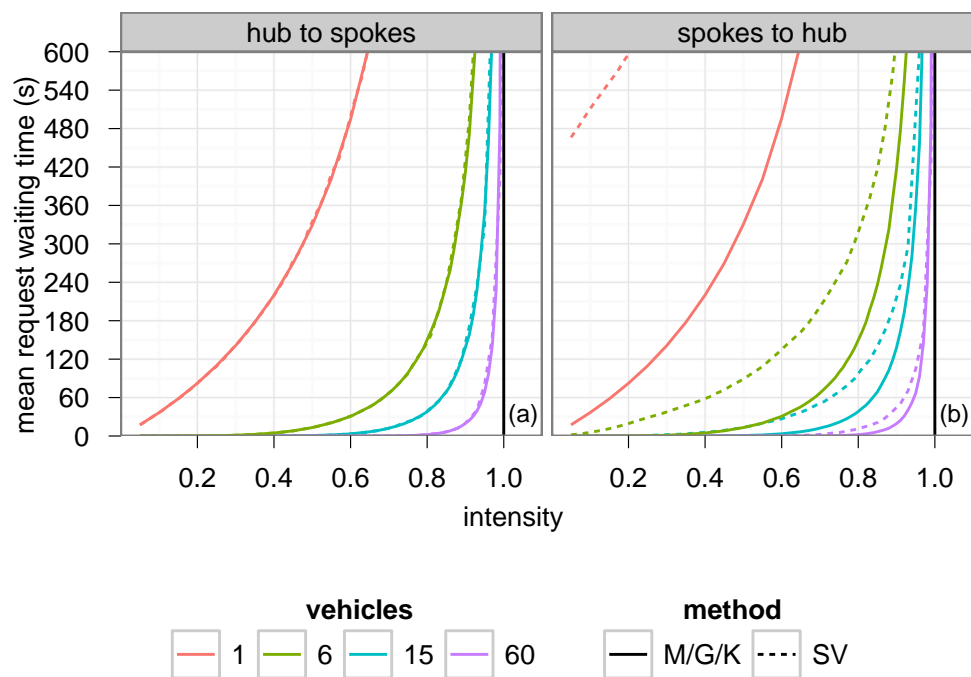 hub to spokes
spokes to hub
mean request waiting time (s)
600
540
480
420
360
300
240
180
120
60
0
(a)
(b)
0.2 0.4 0.6 0.8 1.0
0.2 0.4 0.6 0.8 1.0
intensity
vehicles
1 6 15 60
method
M/G/K SV